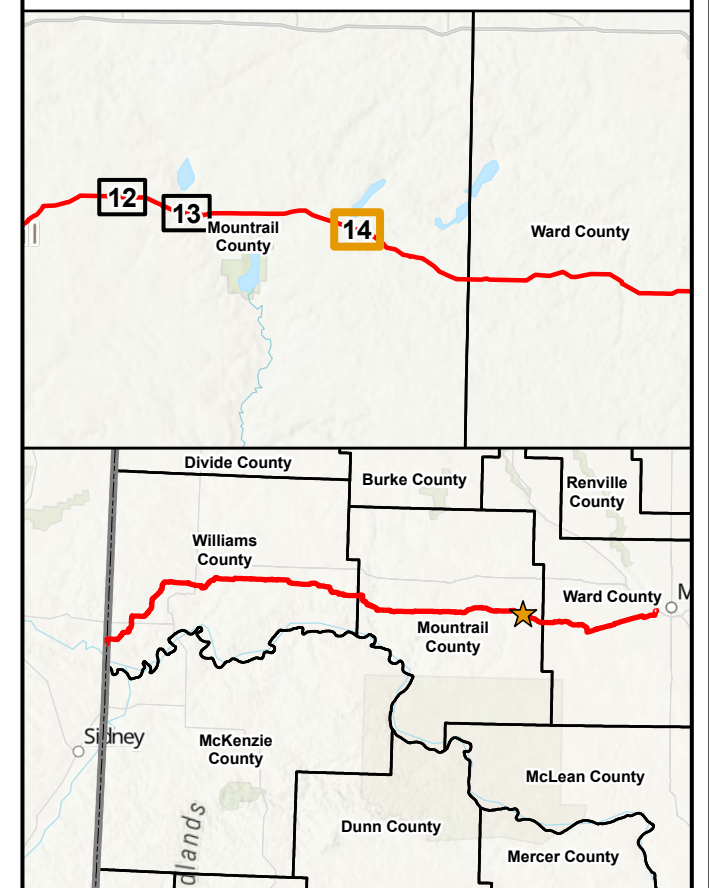 12
13
Mountrail
County
14
Ward County
Divide County
Burke County
Renville
County
Williams
County
Ward County
M
Mountrail
County
Sidney
McKenzie
County
McLean County
dlands
Dunn County
Mercer County